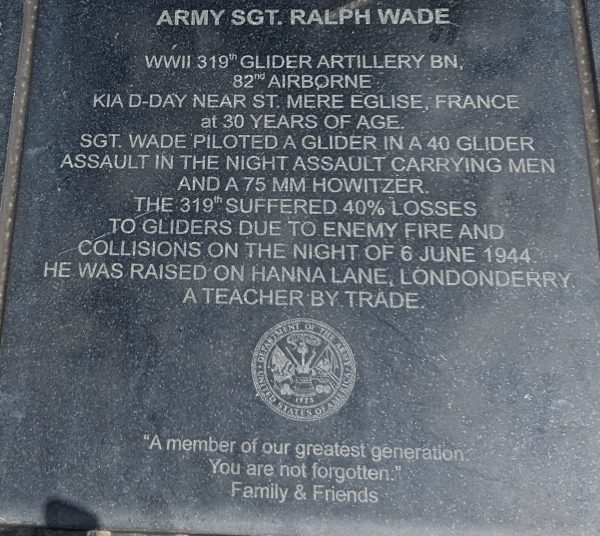 ARMY SGT. RALPH WADE
WWII 319th GLIDER ARTILLERY BN,
82nd AIRBORNE
KIA D-DAY NEAR ST. MERE EGLISE, FRANCE
at 30 YEARS OF AGE.
SGT. WADE PILOTED A GLIDER IN A 40 GLIDER
ASSAULT IN THE NIGHT ASSAULT CARRYING MEN
AND A 75 MM HOWITZER.
THE 319th SUFFERED 40% LOSSES
TO GLIDERS DUE TO ENEMY FIRE AND
COLLISIONS ON THE NIGHT OF 6 JUNE 1944.
HE WAS RAISED ON HANNA LANE, LONDONDERRY.
A TEACHER BY TRADE.
DEPARTMENT OF THE ARMY
UNITED STATES OF AMERICA
1775
"A member of our greatest generation.
You are not forgotten."
Family & Friends